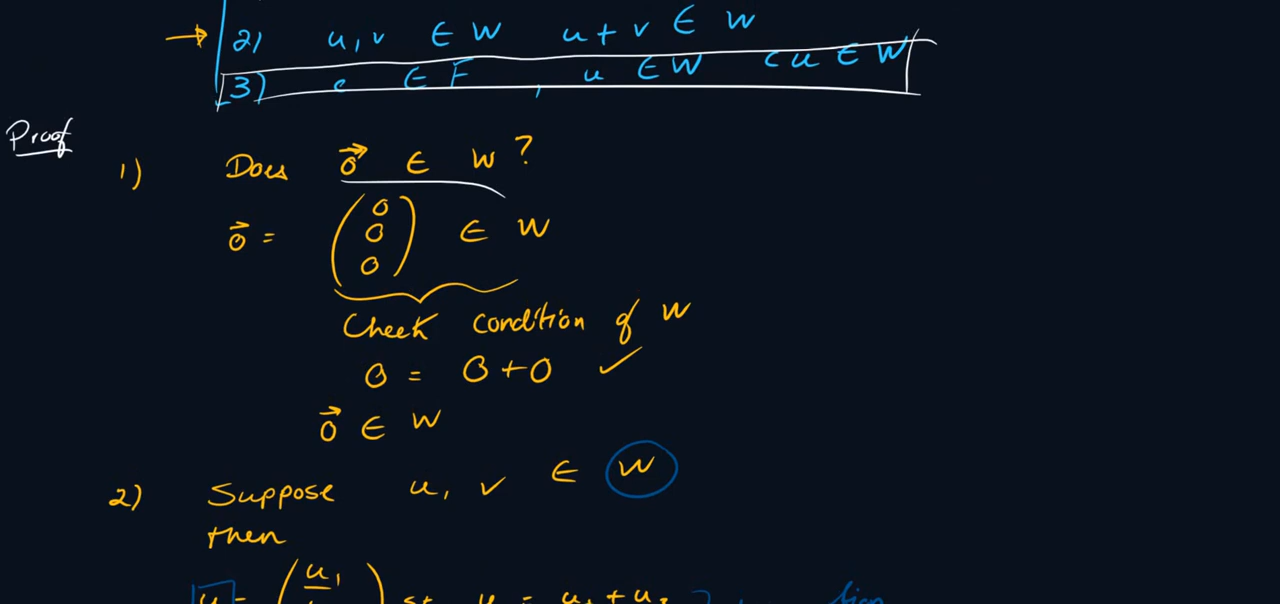 2) u, v ∈ W u + v ∈ W
3) c ∈ F, u ∈ W cu ∈ W
Proof
1) Does 0⃗ ∈ W ?
0⃗ = (0 0 0) ∈ W
Check condition of W
0 = 0 + 0 ✓
0⃗ ∈ W
2) Suppose u, v ∈ W
then
u = (u₁